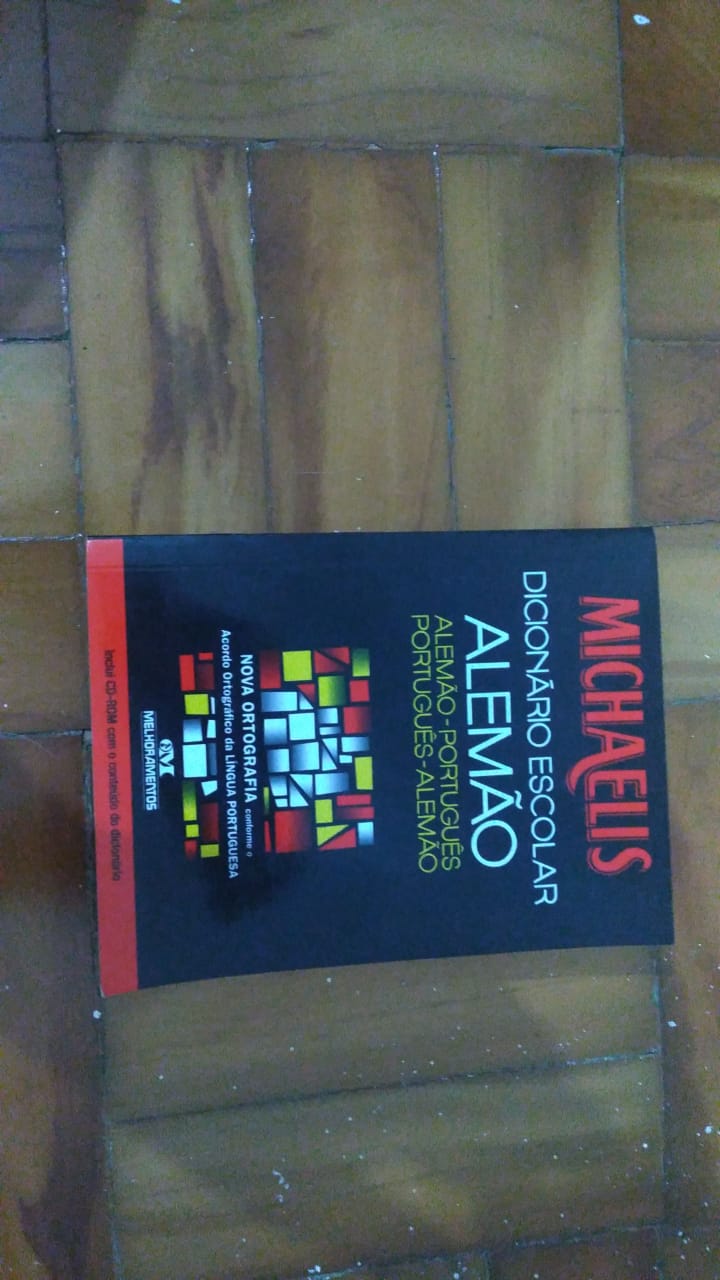 MICHAELIS
DICIONÁRIO ESCOLAR
ALEMÃO
ALEMÃO-PORTUGUÊS
PORTUGUÊS-ALEMÃO
NOVA ORTOGRAFIA conforme o
Acordo Ortográfico da LÍNGUA PORTUGUESA
MELHORAMENTOS
Inclui CD-ROM com o conteúdo do dicionário